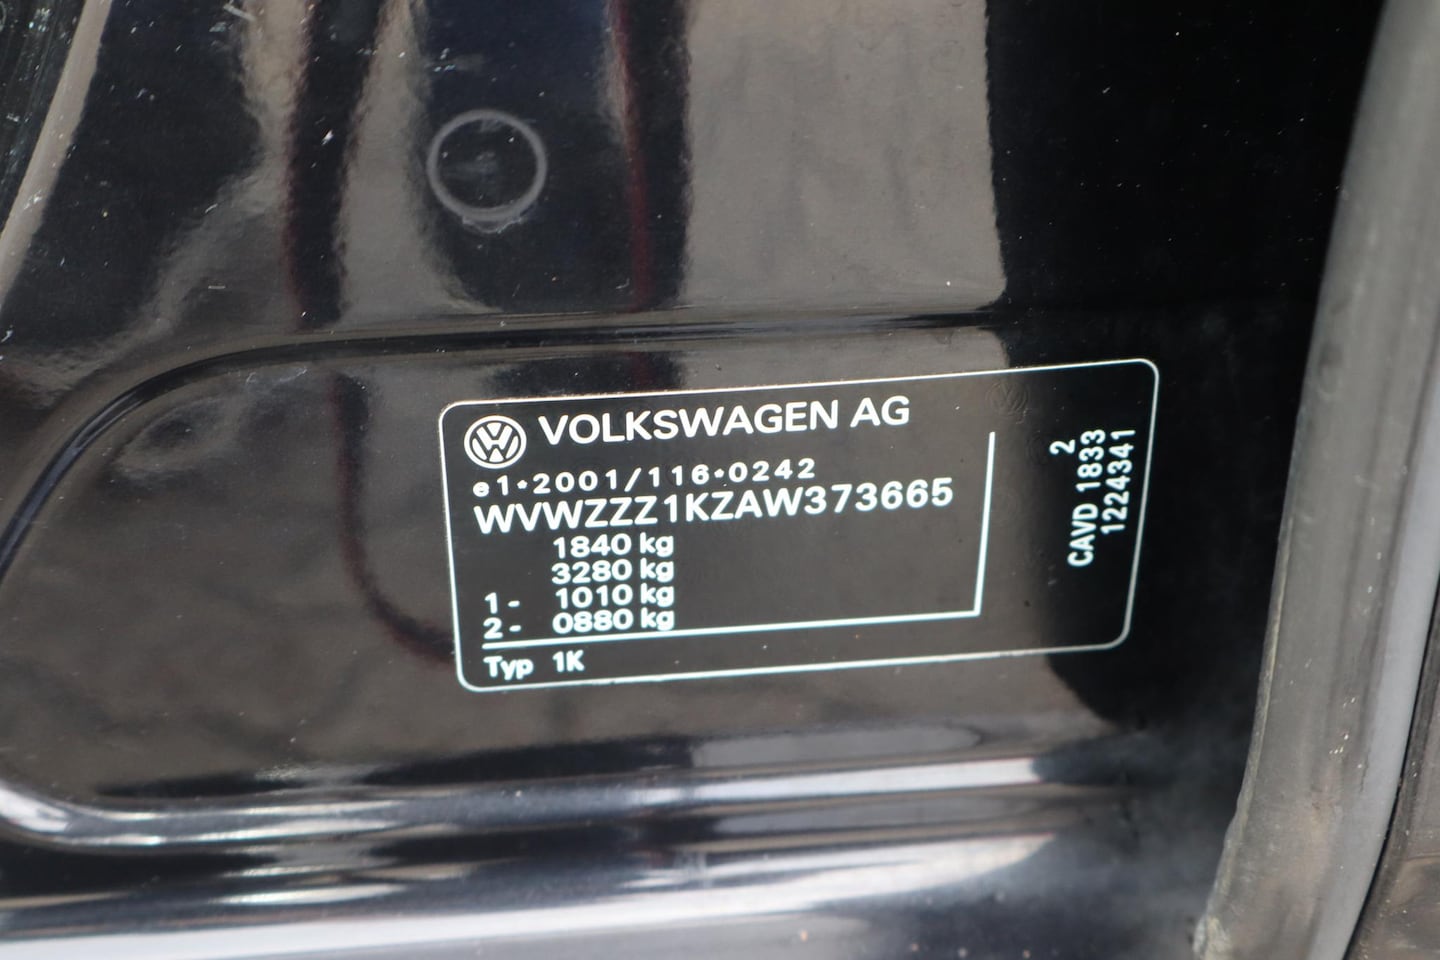 VOLKSWAGEN AG
e1*2001/116*0242
WVWZZZ1KZAW373665
1840 kg
3280 kg
1- 1010 kg
2- 0880 kg
Typ 1K
2
CAVD 1833
1224341